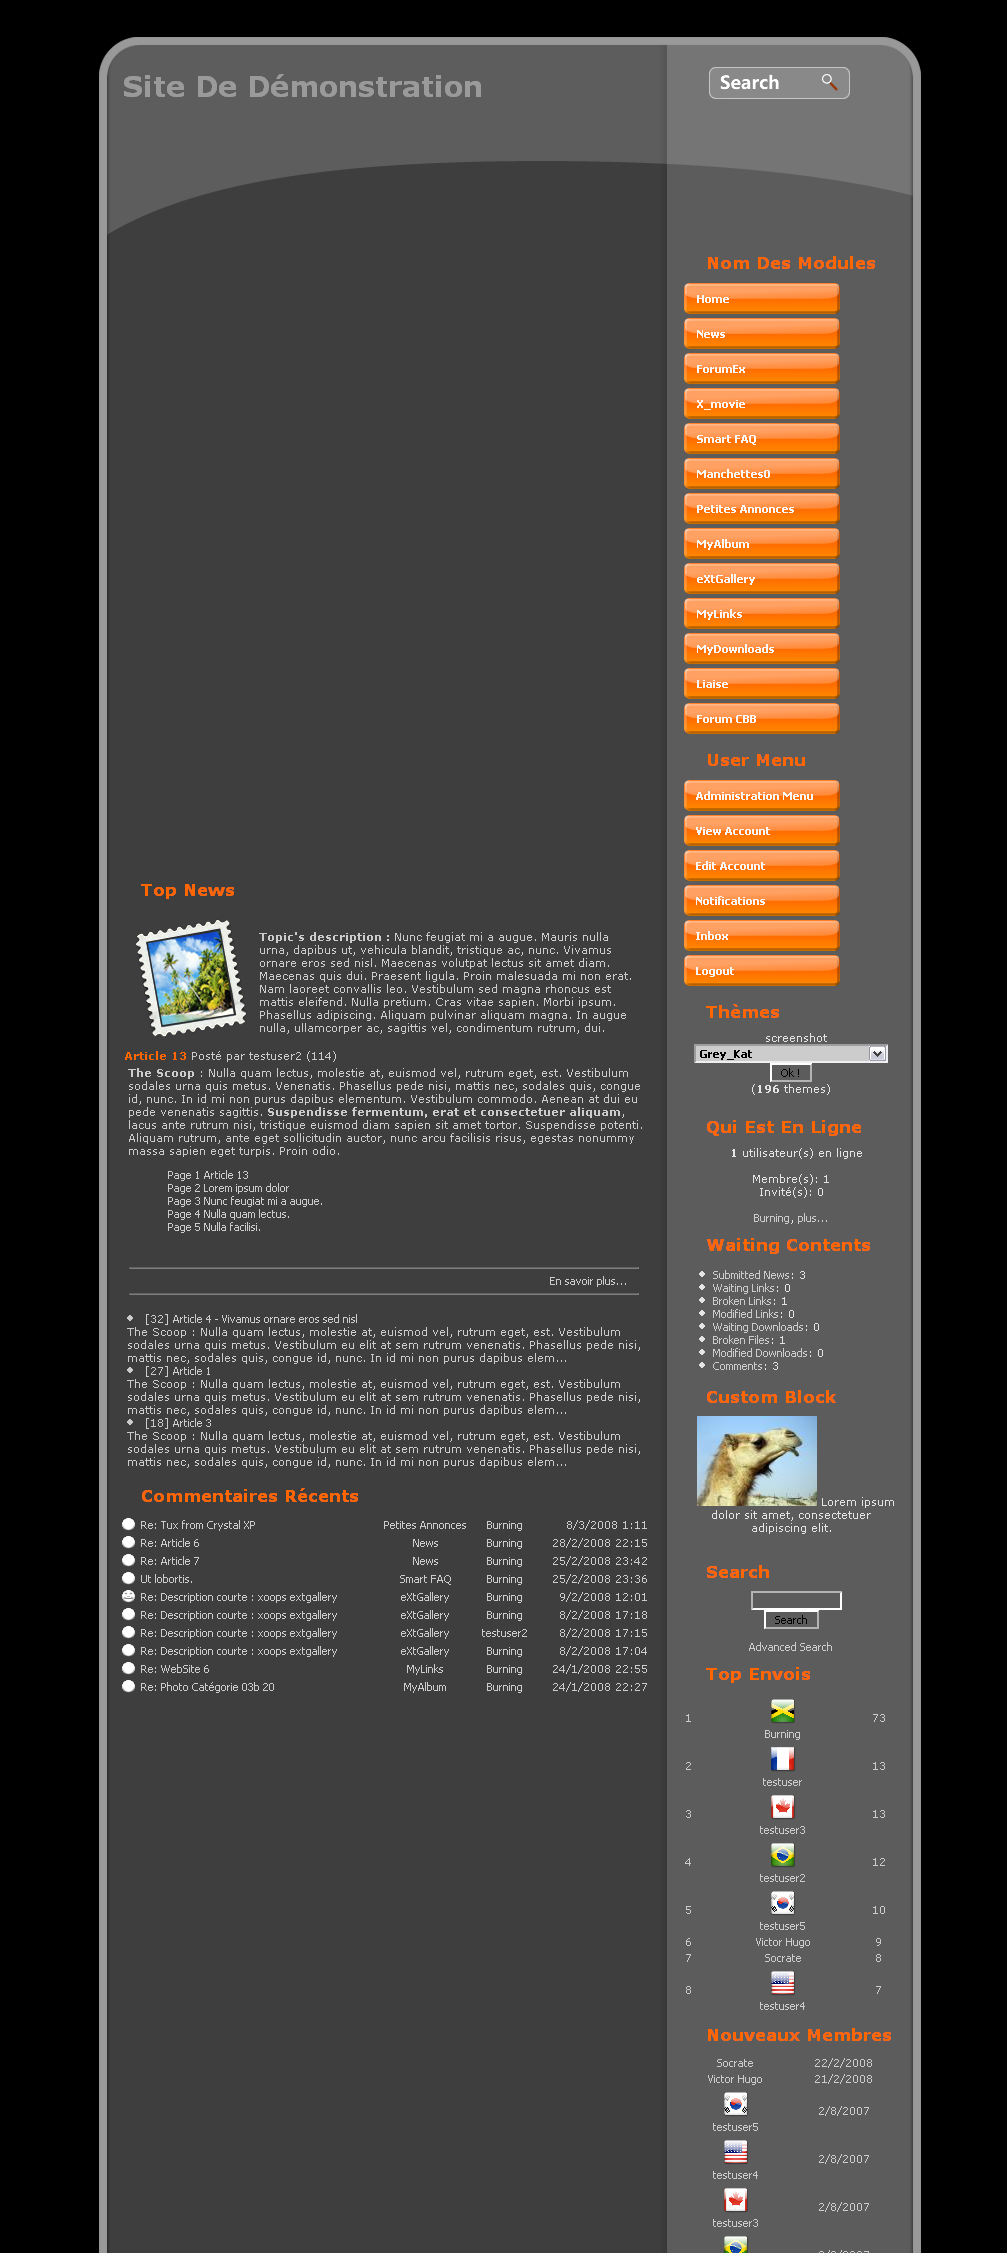 Site De Démonstration
Search
Nom Des Modules
Home
News
ForumEx
X_movie
Smart FAQ
Manchettes0
Petites Annonces
MyAlbum
eXtGallery
MyLinks
MyDownloads
Liaise
Forum CBB
User Menu
Administration Menu
View Account
Edit Account
Notifications
Inbox
Logout
Top News
Topic's description : Nunc feugiat mi a augue. Mauris nulla
urna, dapibus ut, vehicula blandit, tristique ac, nunc. Vivamus
ornare eros sed nisl. Maecenas volutpat lectus sit amet diam.
Maecenas quis dui. Praesent ligula. Proin malesuada mi non erat.
Nam laoreet convallis leo. Vestibulum sed magna rhoncus est
mattis eleifend. Nulla pretium. Cras vitae sapien. Morbi ipsum.
Phasellus adipiscing. Aliquam pulvinar aliquam magna. In augue
nulla, ullamcorper ac, sagittis vel, condimentum rutrum, dui.
Article 13 Posté par testuser2 (114)
The Scoop : Nulla quam lectus, molestie at, euismod vel, rutrum eget, est. Vestibulum
sodales urna quis metus. Venenatis. Phasellus pede nisi, mattis nec, sodales quis, congue
id, nunc. In id mi non purus dapibus elementum. Vestibulum commodo. Aenean at dui eu
pede venenatis sagittis. Suspendisse fermentum, erat et consectetuer aliquam,
lacus ante rutrum nisi, tristique euismod diam sapien sit amet tortor. Suspendisse potenti.
Aliquam rutrum, ante eget sollicitudin auctor, nunc arcu facilisis risus, egestas nonummy
massa sapien eget turpis. Proin odio.
Page 1 Article 13
Page 2 Lorem ipsum dolor
Page 3 Nunc feugiat mi a augue.
Page 4 Nulla quam lectus.
Page 5 Nulla facilisi.
En savoir plus...
[32] Article 4 - Vivamus ornare eros sed nisl
The Scoop : Nulla quam lectus, molestie at, euismod vel, rutrum eget, est. Vestibulum
sodales urna quis metus. Vestibulum eu elit at sem rutrum venenatis. Phasellus pede nisi,
mattis nec, sodales quis, congue id, nunc. In id mi non purus dapibus elem...
[27] Article 1
The Scoop : Nulla quam lectus, molestie at, euismod vel, rutrum eget, est. Vestibulum
sodales urna quis metus. Vestibulum eu elit at sem rutrum venenatis. Phasellus pede nisi,
mattis nec, sodales quis, congue id, nunc. In id mi non purus dapibus elem...
[18] Article 3
The Scoop : Nulla quam lectus, molestie at, euismod vel, rutrum eget, est. Vestibulum
sodales urna quis metus. Vestibulum eu elit at sem rutrum venenatis. Phasellus pede nisi,
mattis nec, sodales quis, congue id, nunc. In id mi non purus dapibus elem...
Commentaires Récents
Re: Tux from Crystal XP Petites Annonces Burning 8/3/2008 1:11
Re: Article 6 News Burning 28/2/2008 22:15
Re: Article 7 News Burning 25/2/2008 23:42
Ut lobortis. Smart FAQ Burning 25/2/2008 23:36
Re: Description courte : xoops extgallery eXtGallery Burning 9/2/2008 12:01
Re: Description courte : xoops extgallery eXtGallery Burning 8/2/2008 17:18
Re: Description courte : xoops extgallery eXtGallery testuser2 8/2/2008 17:15
Re: Description courte : xoops extgallery eXtGallery Burning 8/2/2008 17:04
Re: WebSite 6 MyLinks Burning 24/1/2008 22:55
Re: Photo Catégorie 03b 20 MyAlbum Burning 24/1/2008 22:27
Thèmes
screenshot
Grey_Kat
Ok !
(196 themes)
Qui Est En Ligne
1 utilisateur(s) en ligne
Membre(s): 1
Invité(s): 0
Burning, plus...
Waiting Contents
Submitted News: 3
Waiting Links: 0
Broken Links: 1
Modified Links: 0
Waiting Downloads: 0
Broken Files: 1
Modified Downloads: 0
Comments: 3
Custom Block
Lorem ipsum
dolor sit amet, consectetuer
adipiscing elit.
Search
Search
Advanced Search
Top Envois
1 Burning 73
2 testuser 13
3 testuser3 13
4 testuser2 12
5 testuser5 10
6 Victor Hugo 9
7 Socrate 8
8 testuser4 7
Nouveaux Membres
Socrate 22/2/2008
Victor Hugo 21/2/2008
testuser5 2/8/2007
testuser4 2/8/2007
testuser3 2/8/2007